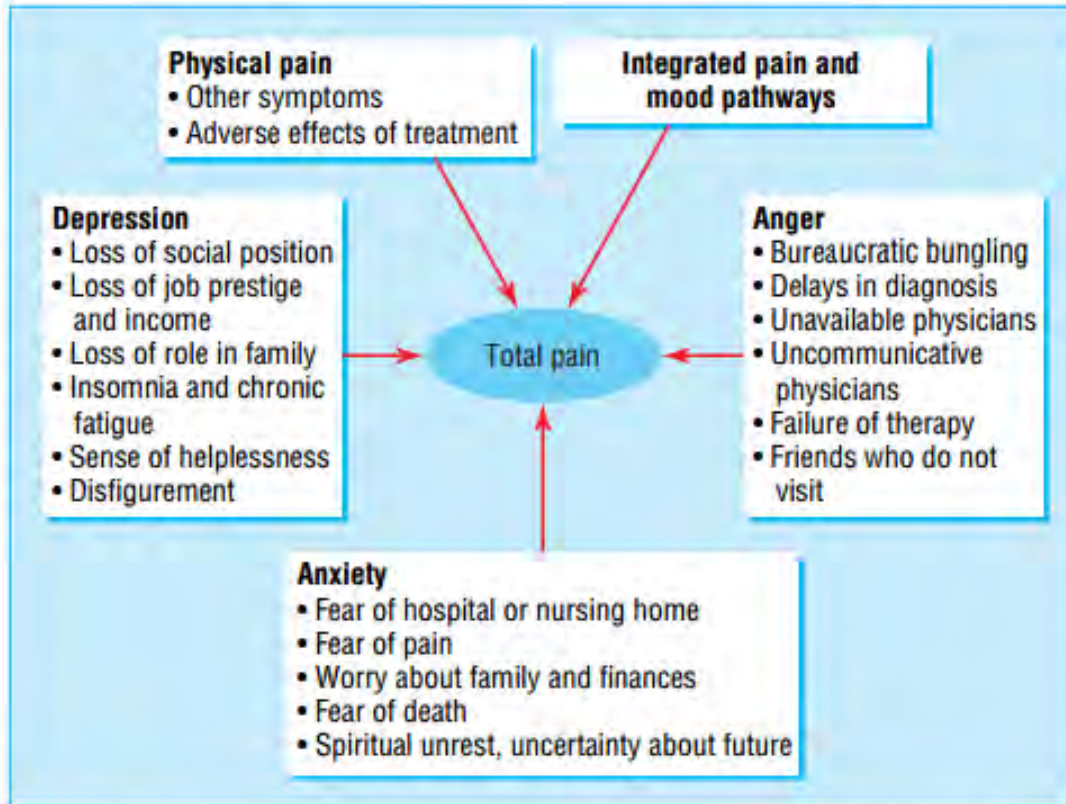 Physical pain
• Other symptoms
• Adverse effects of treatment
Integrated pain and
mood pathways
Depression
• Loss of social position
• Loss of job prestige
and income
• Loss of role in family
• Insomnia and chronic
fatigue
• Sense of helplessness
• Disfigurement
Total pain
Anger
• Bureaucratic bungling
• Delays in diagnosis
• Unavailable physicians
• Uncommunicative
physicians
• Failure of therapy
• Friends who do not
visit
Anxiety
• Fear of hospital or nursing home
• Fear of pain
• Worry about family and finances
• Fear of death
• Spiritual unrest, uncertainty about future